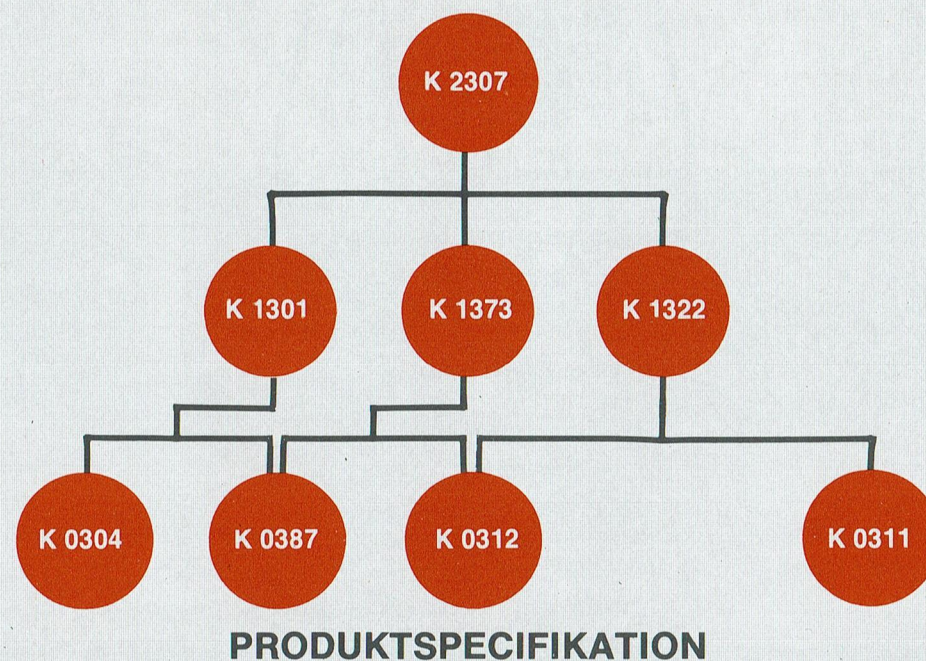 K 2307
K 1301
K 1373
K 1322
K 0304
K 0387
K 0312
K 0311
PRODUKTSPECIFIKATION